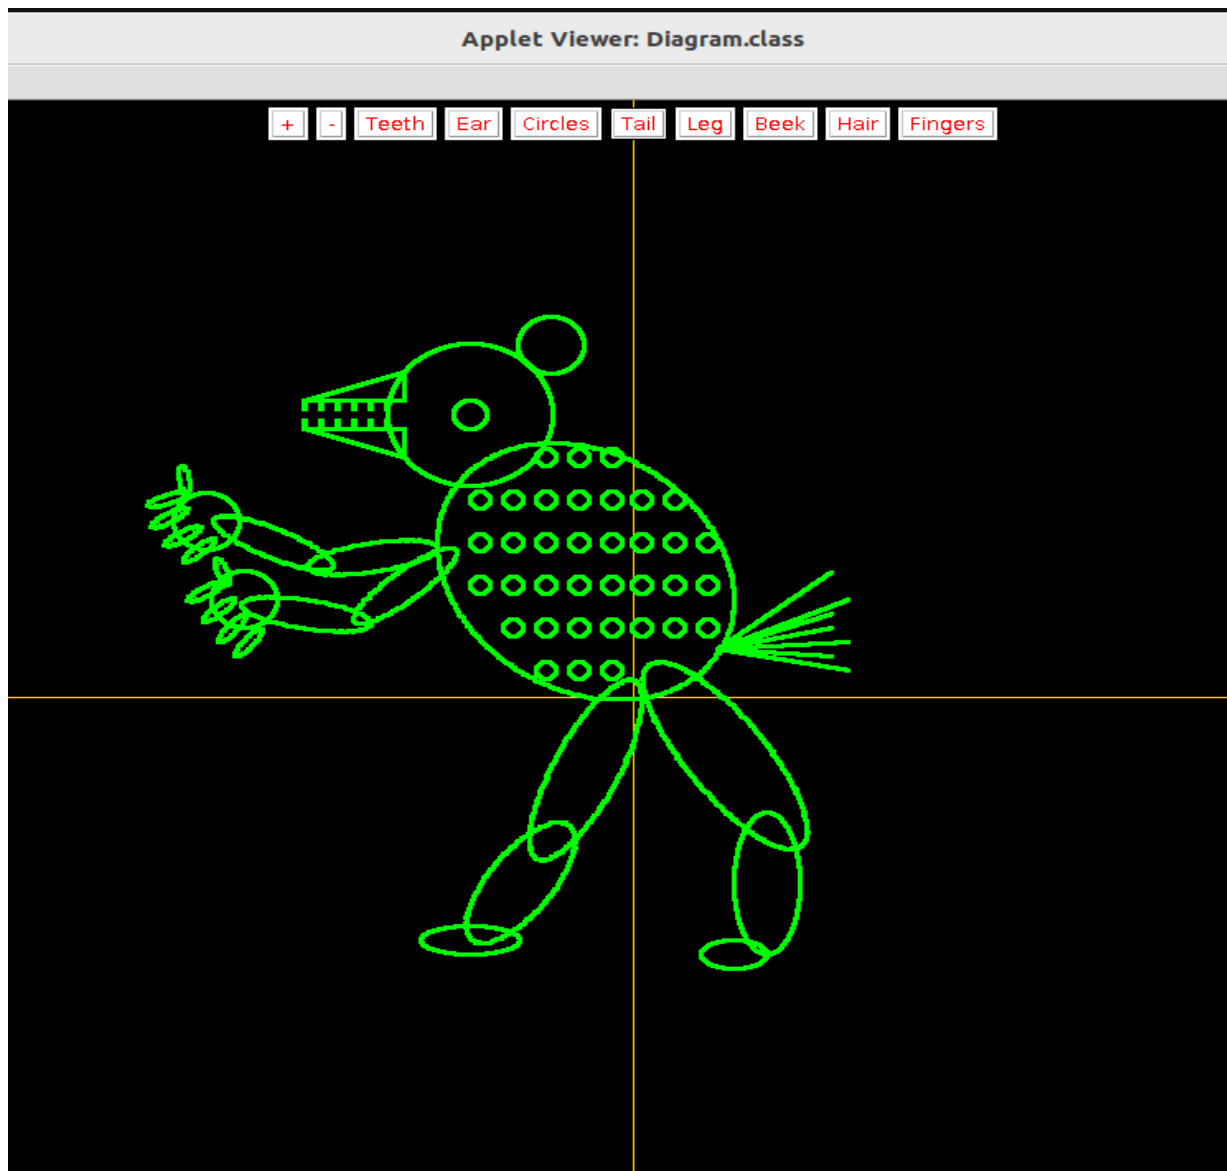 Applet Viewer: Diagram.class
+ - Teeth Ear Circles Tail Leg Beek Hair Fingers